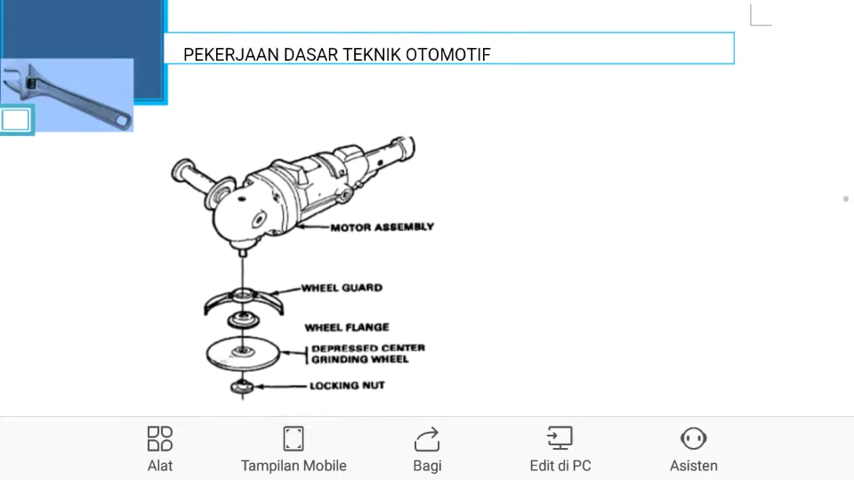 PEKERJAAN DASAR TEKNIK OTOMOTIF
MOTOR ASSEMBLY
WHEEL GUARD
WHEEL FLANGE
DEPRESSED CENTER
GRINDING WHEEL
LOCKING NUT
Alat
Tampilan Mobile
Bagi
Edit di PC
Asisten